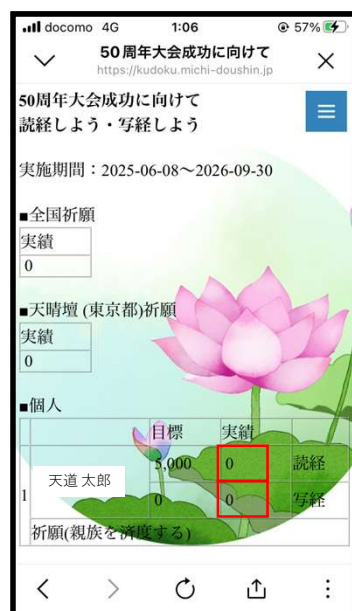 docomo 4G 1:06 57%
50周年大会成功に向けて
https://kudoku.michi-doushin.jp
50周年大会成功に向けて
読経しよう・写経しよう
実施期間：2025-06-08～2026-09-30
■全国祈願
実績
0
■天晴壇 (東京都)祈願
実績
0
■個人
目標 実績
5,000 0 読経
1 天道 太郎
0 0 写経
祈願(親族を済度する)